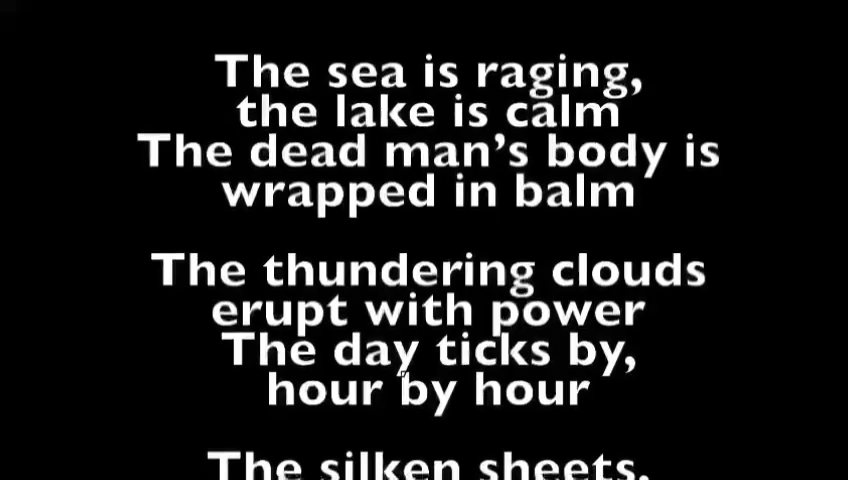 The sea is raging,
the lake is calm
The dead man’s body is
wrapped in balm
The thundering clouds
erupt with power
The day ticks by,
hour by hour
The silken sheets,